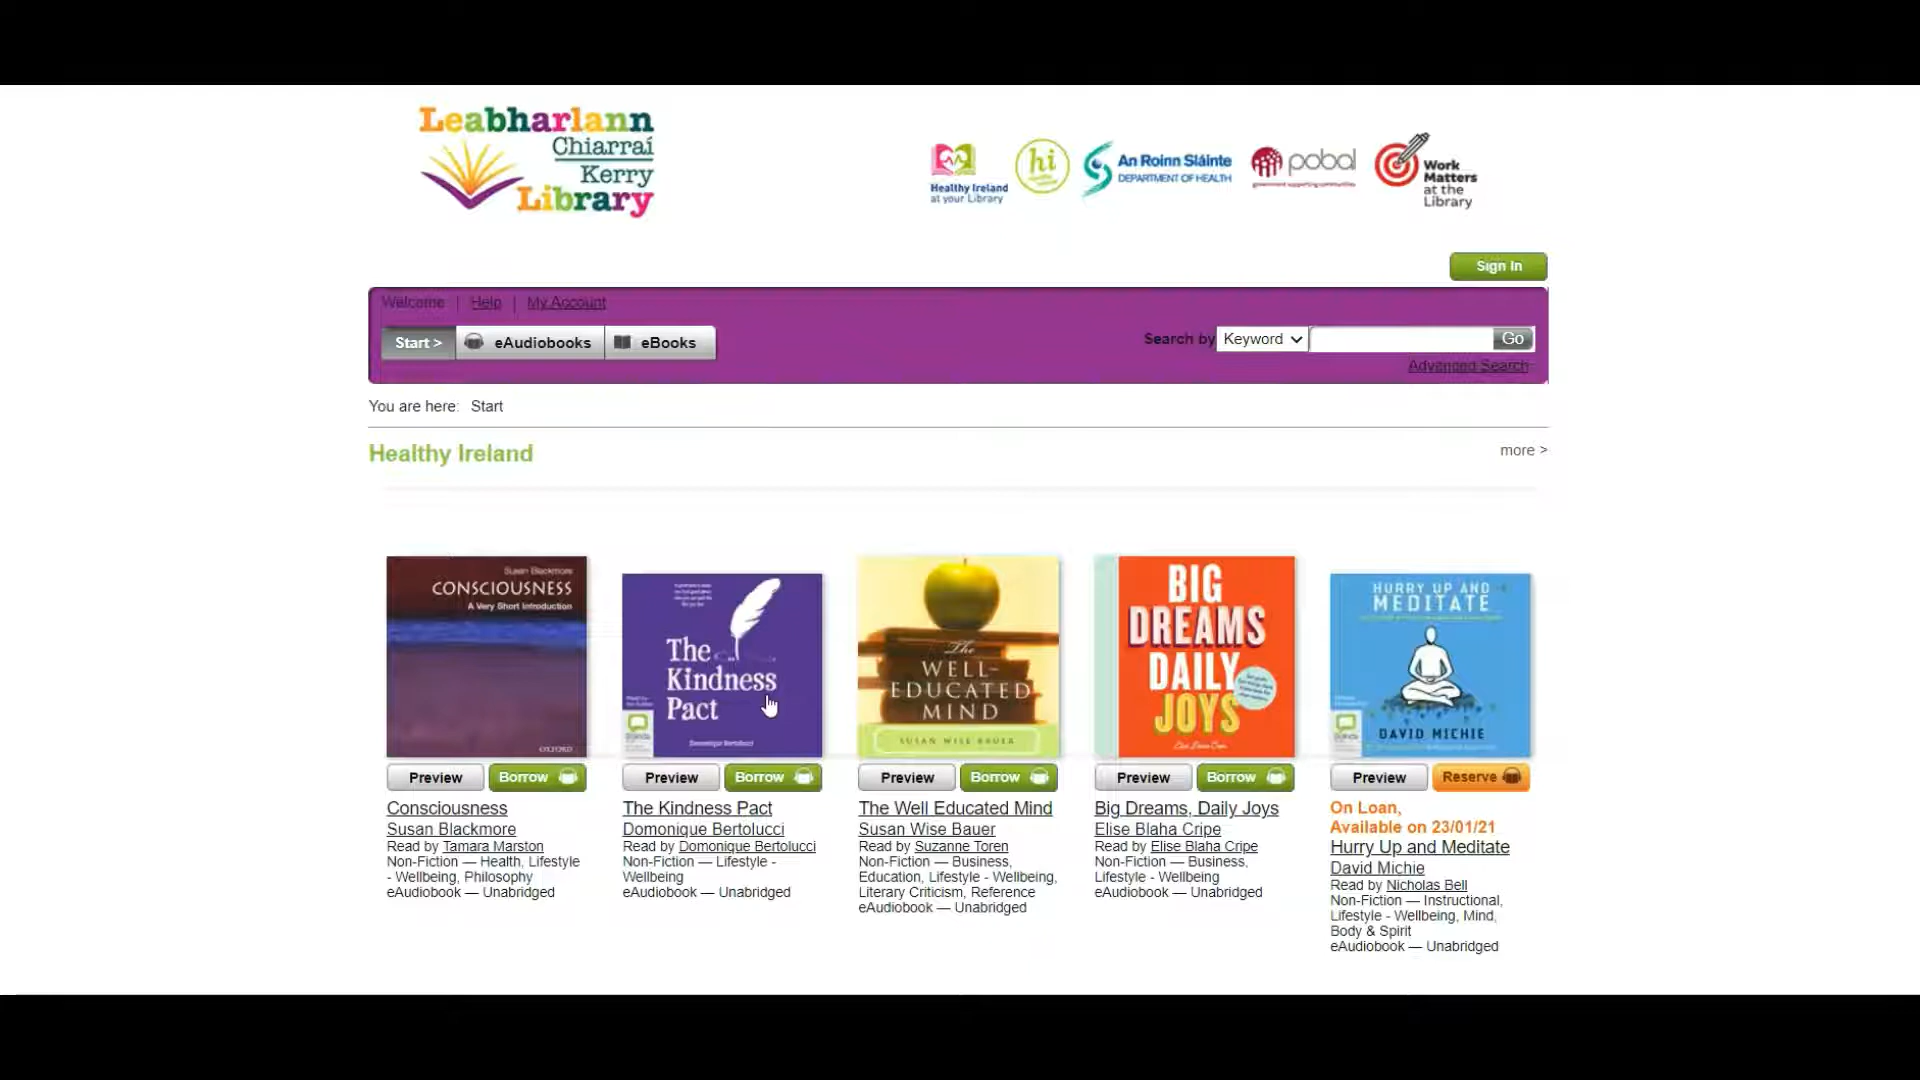 Leabharlann
Chiarraí
Kerry
Library
Healthy Ireland
at your Library
hi
An Roinn Sláinte
DEPARTMENT OF HEALTH
pobal
government supporting communities
Work
Matters
at the
Library
Sign In
Welcome | Help | My Account
Start > eAudiobooks eBooks
Search by Keyword Go
Advanced Search
You are here: Start
Healthy Ireland
more >
Susan Blackmore
CONSCIOUSNESS
A Very Short Introduction
OXFORD
The
Kindness
Pact
Domonique Bertolucci
The
WELL-
EDUCATED
MIND
SUSAN WISE BAUER
BIG
DREAMS
DAILY
JOYS
Elise Blaha Cripe
HURRY UP AND
MEDITATE
DAVID MICHIE
Preview Borrow
Consciousness
Susan Blackmore
Read by Tamara Marston
Non-Fiction — Health, Lifestyle
- Wellbeing, Philosophy
eAudiobook — Unabridged
Preview Borrow
The Kindness Pact
Domonique Bertolucci
Read by Domonique Bertolucci
Non-Fiction — Lifestyle -
Wellbeing
eAudiobook — Unabridged
Preview Borrow
The Well Educated Mind
Susan Wise Bauer
Read by Suzanne Toren
Non-Fiction — Business,
Education, Lifestyle - Wellbeing,
Literary Criticism, Reference
eAudiobook — Unabridged
Preview Borrow
Big Dreams, Daily Joys
Elise Blaha Cripe
Read by Elise Blaha Cripe
Non-Fiction — Business,
Lifestyle - Wellbeing
eAudiobook — Unabridged
Preview Reserve
On Loan,
Available on 23/01/21
Hurry Up and Meditate
David Michie
Read by Nicholas Bell
Non-Fiction — Instructional,
Lifestyle - Wellbeing, Mind,
Body & Spirit
eAudiobook — Unabridged